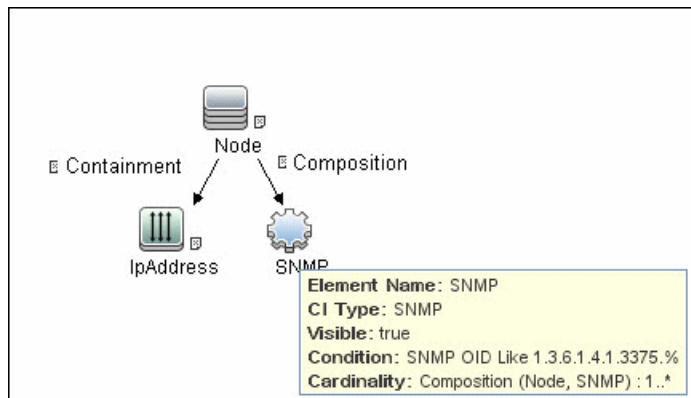 Node
Containment
Composition
IpAddress
SNMP
Element Name: SNMP
CI Type: SNMP
Visible: true
Condition: SNMP OID Like 1.3.6.1.4.1.3375.%
Cardinality: Composition (Node, SNMP) : 1..*